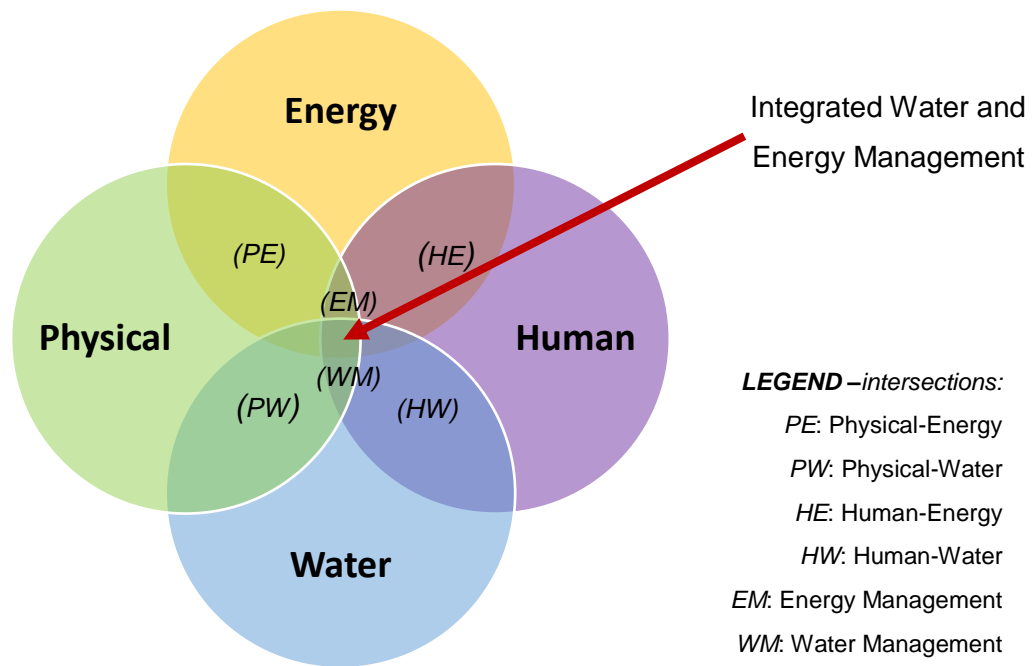 Energy
Integrated Water and
Energy Management
(PE)
(HE)
(EM)
Physical
Human
(WM)
(PW)
(HW)
Water
LEGEND –intersections:
PE: Physical-Energy
PW: Physical-Water
HE: Human-Energy
HW: Human-Water
EM: Energy Management
WM: Water Management